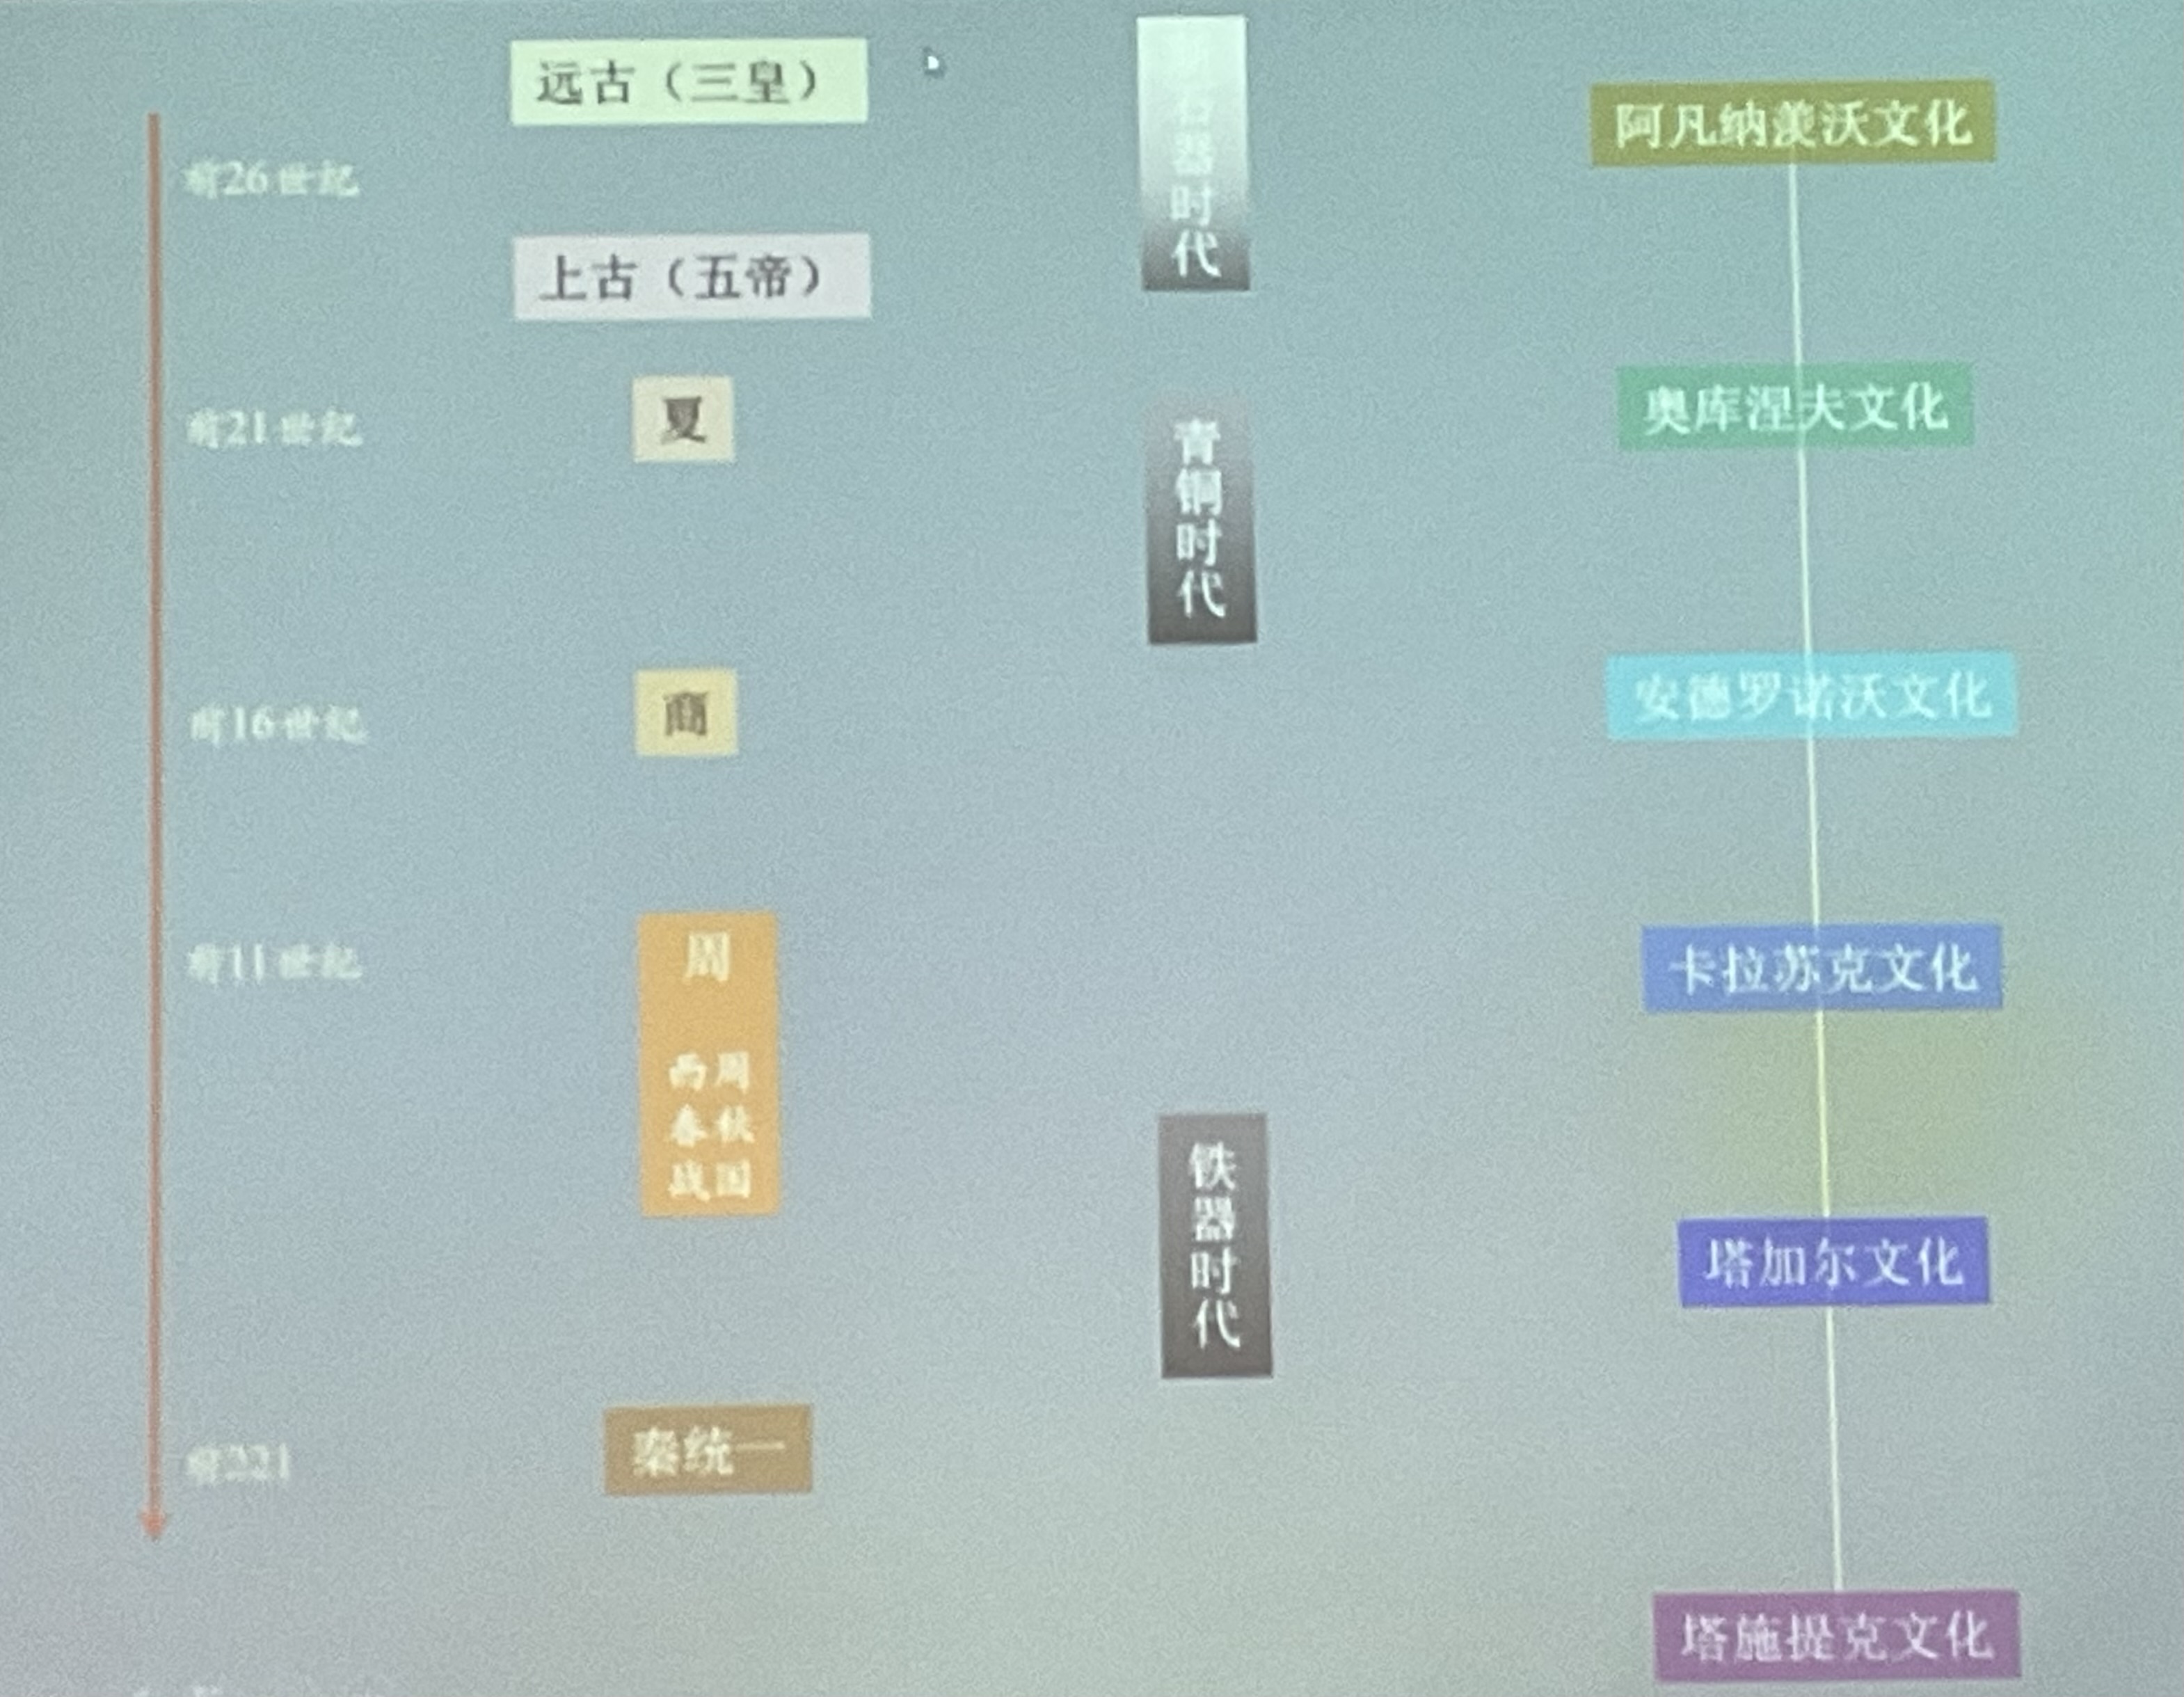 远古（三皇）
阿凡纳羡沃文化
前26世纪
石器时代
上古（五帝）
夏
前21世纪
青铜时代
奥库涅夫文化
商
前16世纪
安德罗诺沃文化
周
前11世纪
卡拉苏克文化
西周
春秋
战国
铁器时代
塔加尔文化
秦统一
前221
塔施提克文化